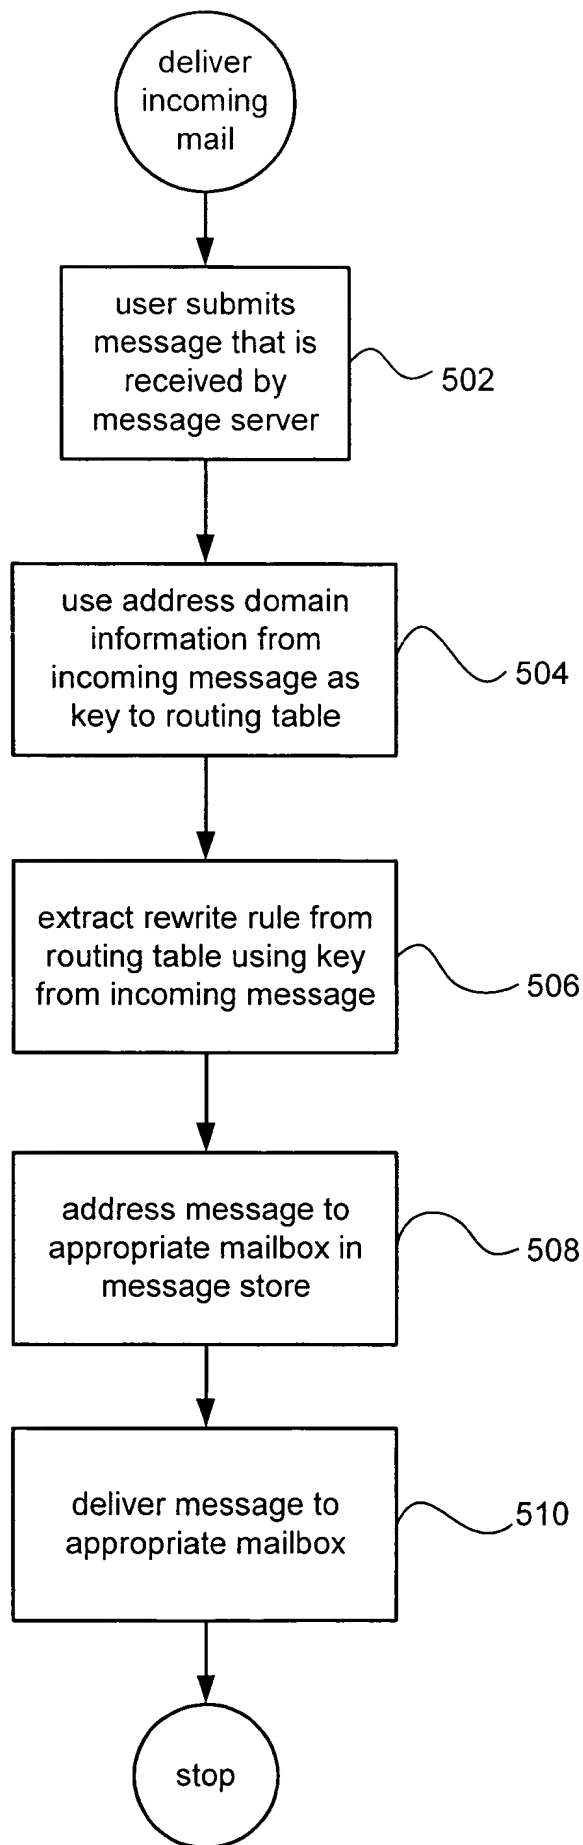 deliver
incoming
mail
user submits
message that is
received by
message server
502
use address domain
information from
incoming message as
key to routing table
504
extract rewrite rule from
routing table using key
from incoming message
506
address message to
appropriate mailbox in
message store
508
deliver message to
appropriate mailbox
510
stop